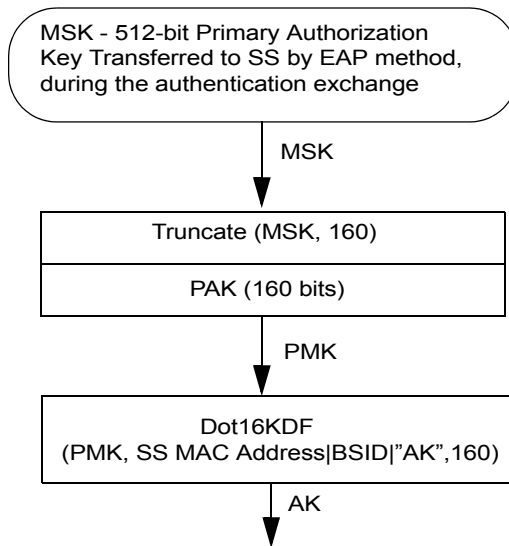 MSK - 512-bit Primary Authorization
Key Transferred to SS by EAP method,
during the authentication exchange
MSK
Truncate (MSK, 160)
PAK (160 bits)
PMK
Dot16KDF
(PMK, SS MAC Address|BSID|”AK”,160)
AK